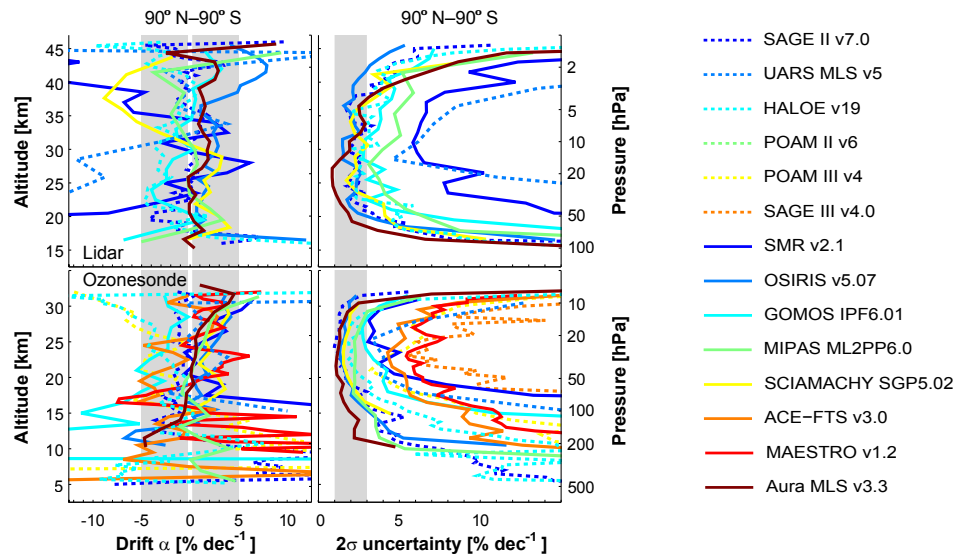 90° N–90° S
90° N–90° S
Altitude [km]
45
40
35
30
25
20
15
Lidar
2
5
10
20
50
100
Pressure [hPa]
Ozonesonde
Altitude [km]
30
25
20
15
10
5
10
20
50
100
200
500
Pressure [hPa]
-10
-5
0
5
10
Drift α [% dec⁻¹]
0
5
10
2σ uncertainty [% dec⁻¹]
SAGE II v7.0
UARS MLS v5
HALOE v19
POAM II v6
POAM III v4
SAGE III v4.0
SMR v2.1
OSIRIS v5.07
GOMOS IPF6.01
MIPAS ML2PP6.0
SCIAMACHY SGP5.02
ACE−FTS v3.0
MAESTRO v1.2
Aura MLS v3.3